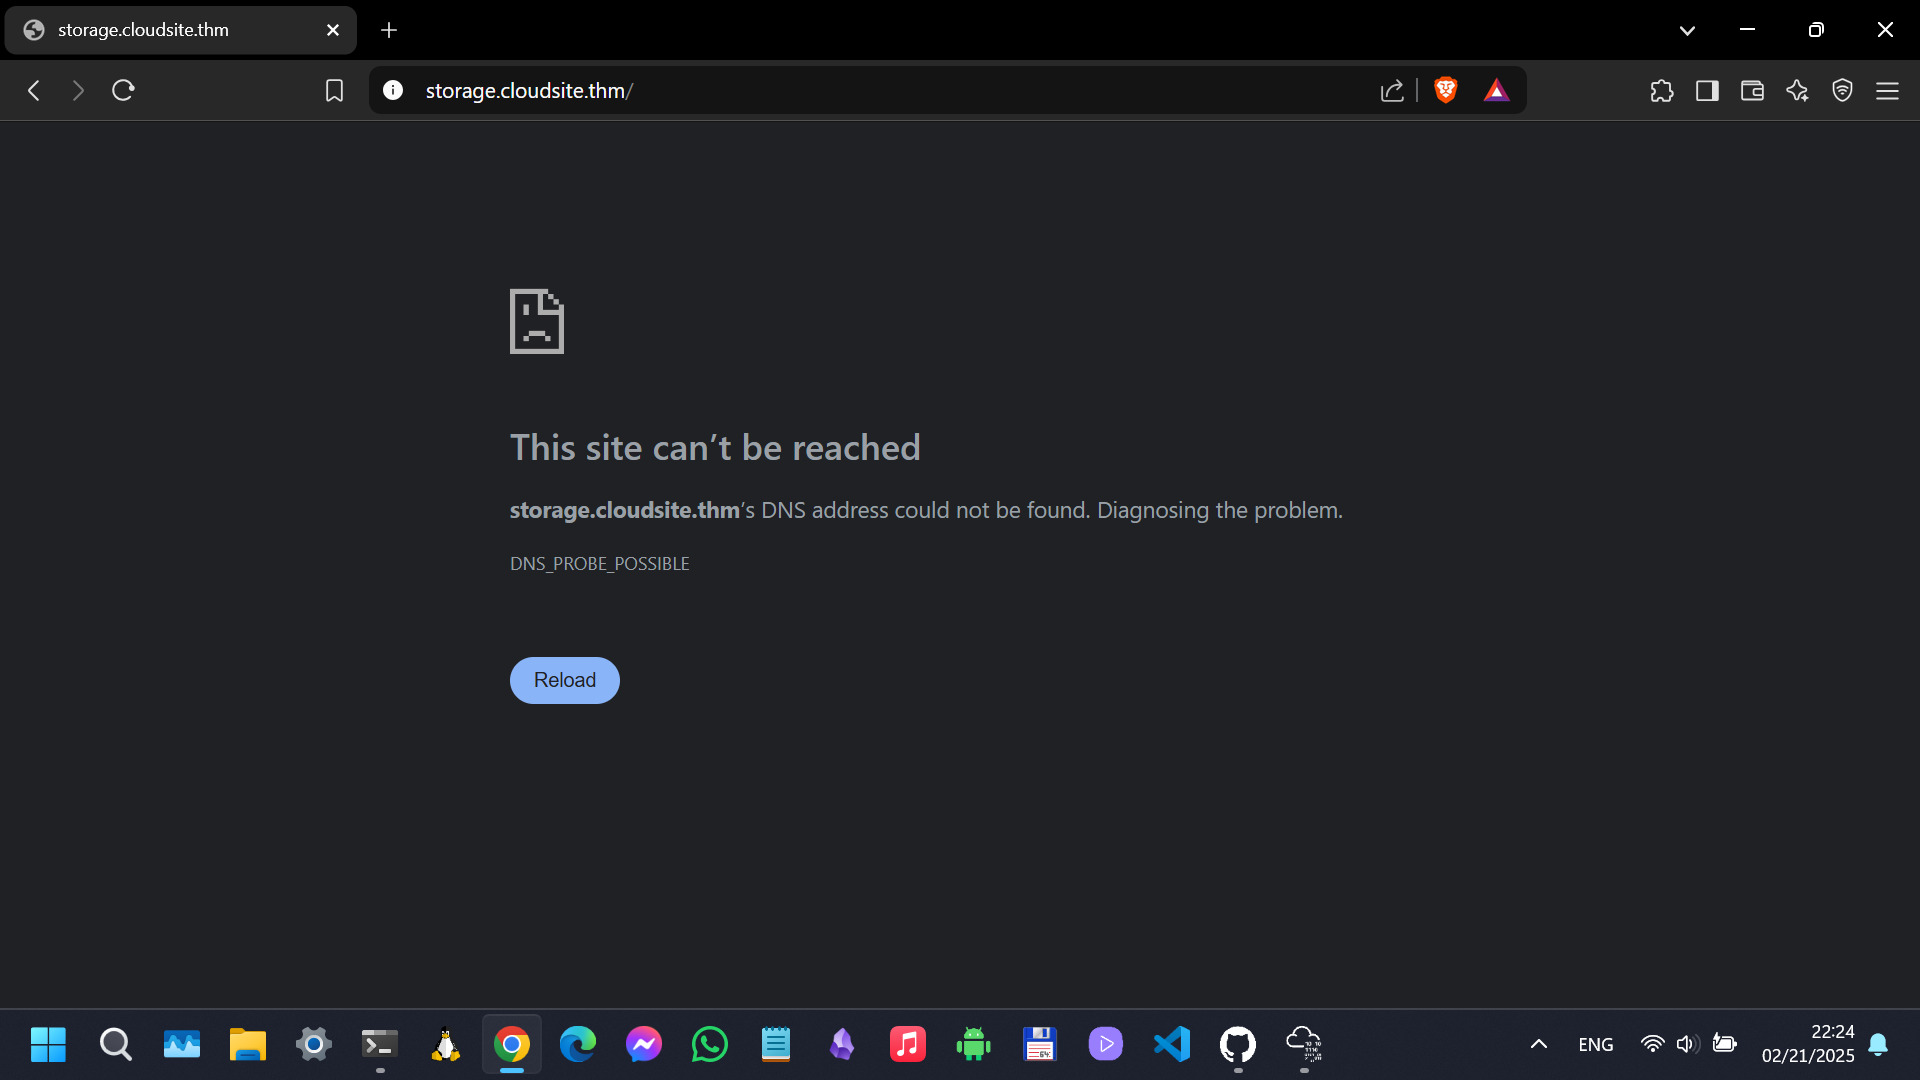 storage.cloudsite.thm
storage.cloudsite.thm/
This site can’t be reached
storage.cloudsite.thm’s DNS address could not be found. Diagnosing the problem.
DNS_PROBE_POSSIBLE
Reload
64
ENG
22:24
02/21/2025